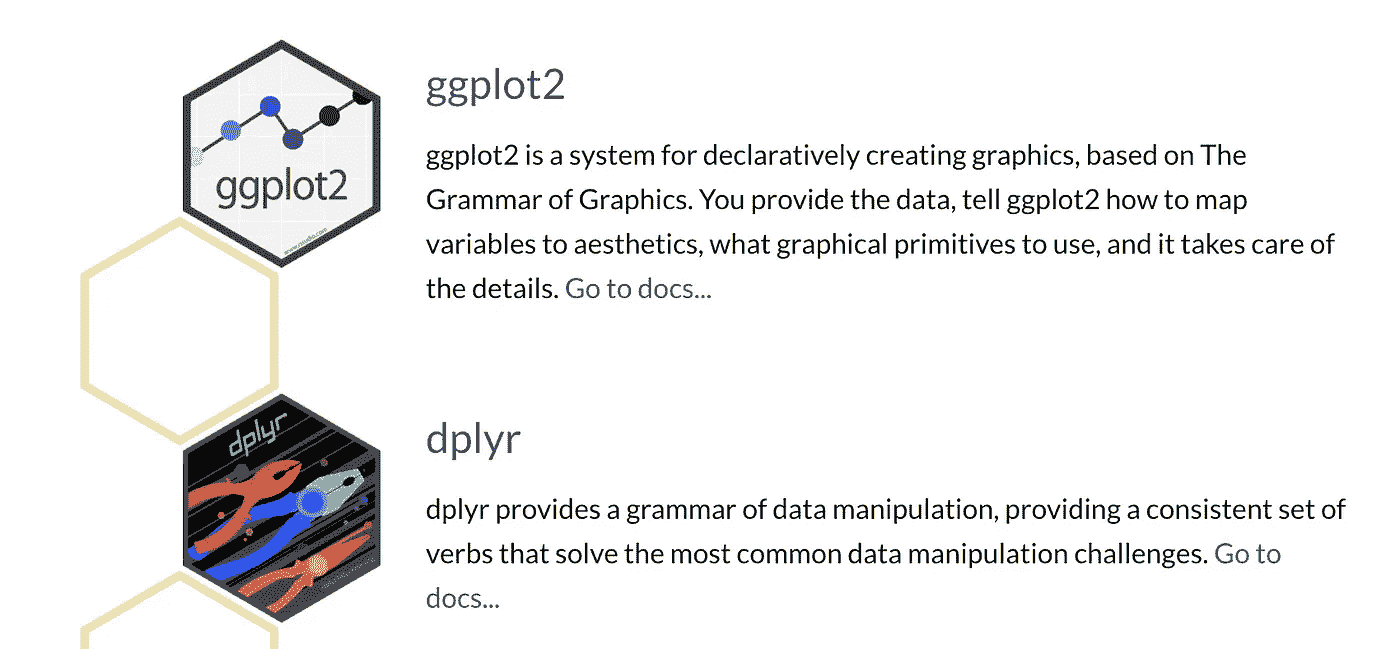 ggplot2
ggplot2 is a system for declaratively creating graphics, based on The
Grammar of Graphics. You provide the data, tell ggplot2 how to map
variables to aesthetics, what graphical primitives to use, and it takes care of
the details. Go to docs...
ggplot2
www.rstudio.com
dplyr
dplyr provides a grammar of data manipulation, providing a consistent set of
verbs that solve the most common data manipulation challenges. Go to
docs...
dplyr